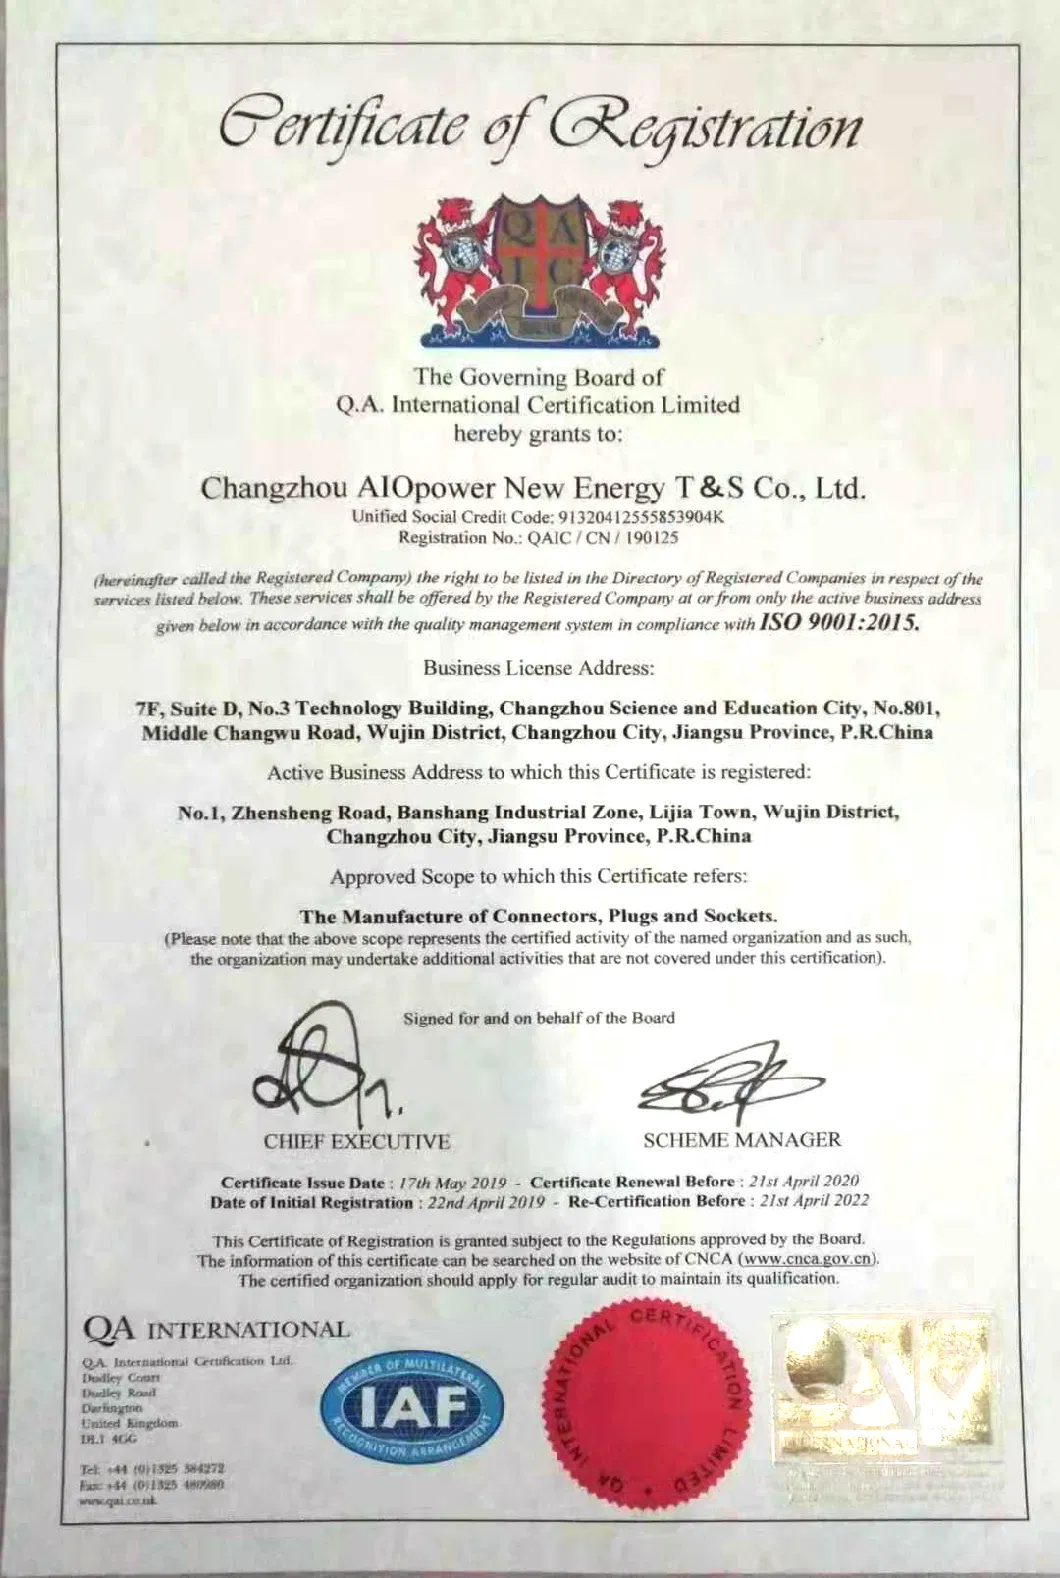 Certificate of Registration
QA
IC
The Governing Board of
Q.A. International Certification Limited
hereby grants to:
Changzhou AIOpower New Energy T&S Co., Ltd.
Unified Social Credit Code: 91320412555853904K
Registration No.: QAIC / CN / 190125
(hereinafter called the Registered Company) the right to be listed in the Directory of Registered Companies in respect of the
services listed below. These services shall be offered by the Registered Company at or from only the active business address
given below in accordance with the quality management system in compliance with ISO 9001:2015.
Business License Address:
7F, Suite D, No.3 Technology Building, Changzhou Science and Education City, No.801,
Middle Changwu Road, Wujin District, Changzhou City, Jiangsu Province, P.R.China
Active Business Address to which this Certificate is registered:
No.1, Zhensheng Road, Banshang Industrial Zone, Lijia Town, Wujin District,
Changzhou City, Jiangsu Province, P.R.China
Approved Scope to which this Certificate refers:
The Manufacture of Connectors, Plugs and Sockets.
(Please note that the above scope represents the certified activity of the named organization and as such,
the organization may undertake additional activities that are not covered under this certification).
Signed for and on behalf of the Board
CHIEF EXECUTIVE
SCHEME MANAGER
Certificate Issue Date : 17th May 2019 - Certificate Renewal Before : 21st April 2020
Date of Initial Registration : 22nd April 2019 - Re-Certification Before : 21st April 2022
This Certificate of Registration is granted subject to the Regulations approved by the Board.
The information of this certificate can be searched on the website of CNCA (www.cnca.gov.cn).
The certified organization should apply for regular audit to maintain its qualification.
QA INTERNATIONAL
Q.A. International Certification Ltd.
Dudley Court
Dudley Road
Darlington
United Kingdom
DL1 4GG
Tel: +44 (0)1325 384272
Fax: +44 (0)1325 480980
www.qai.co.uk
MEMBER OF MULTILATERAL
IAF
RECOGNITION ARRANGEMENT
QA INTERNATIONAL CERTIFICATION LIMITED
INTERNATIONAL